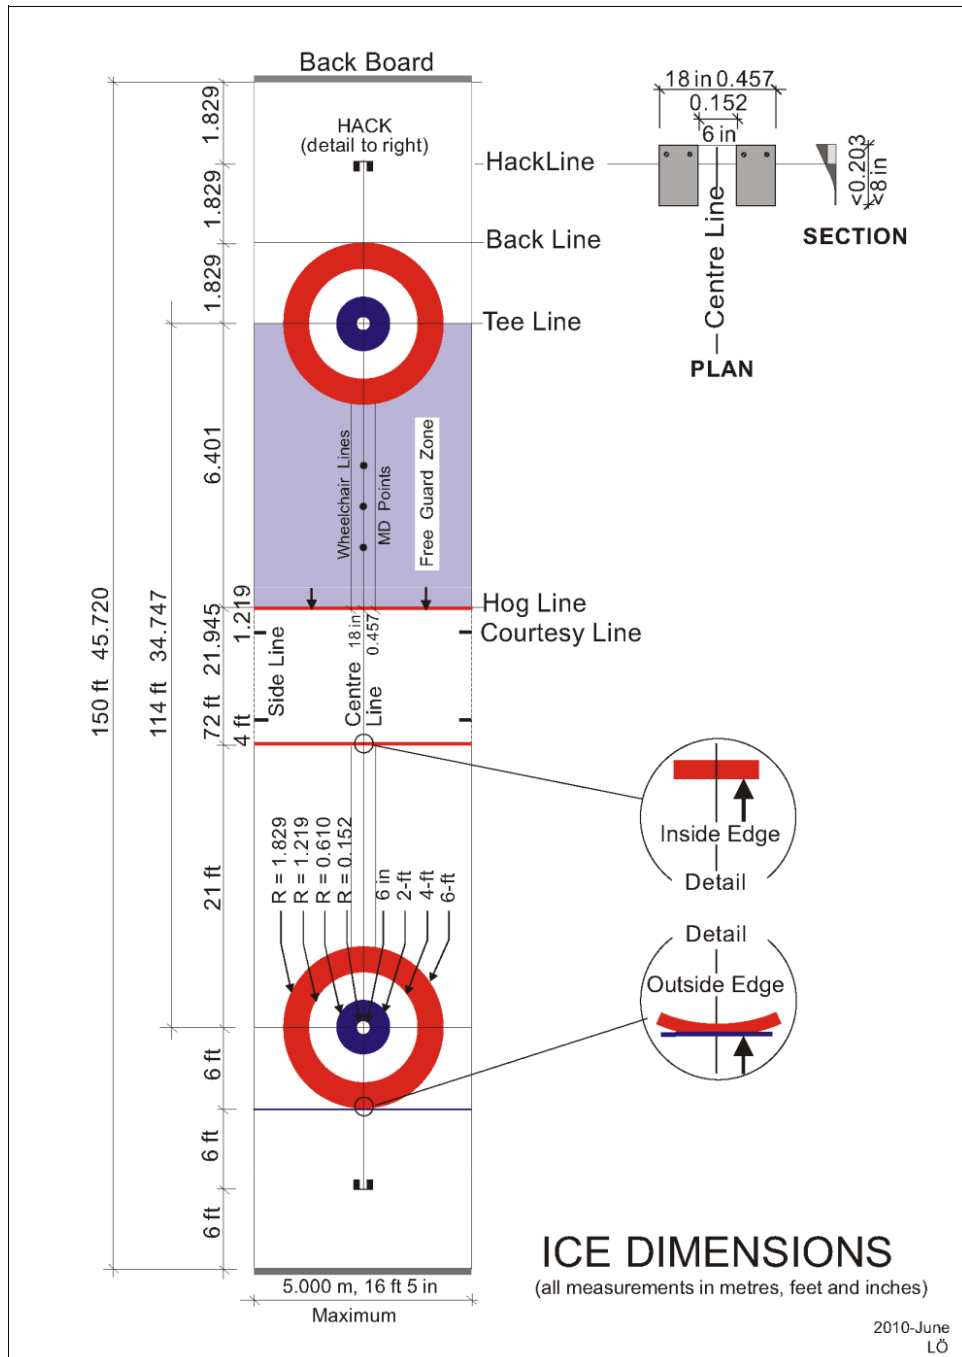 Back Board
18 in 0.457
0.152
6 in
1.829
HACK
(detail to right)
HackLine
<0.203
<8 in
Centre Line
SECTION
1.829
Back Line
1.829
Tee Line
PLAN
6.401
Wheelchair Lines
MD Points
Free Guard Zone
150 ft 45.720
114 ft 34.747
Hog Line
Courtesy Line
72 ft 21.945
4 ft 1.219
Side Line
18 in
0.457
Centre
Line
Inside Edge
Detail
21 ft
R = 1.829
R = 1.219
R = 0.610
R = 0.152
6 in
2-ft
4-ft
6-ft
Detail
Outside Edge
6 ft
6 ft
6 ft
ICE DIMENSIONS
(all measurements in metres, feet and inches)
5.000 m, 16 ft 5 in
Maximum
2010-June
LÖ